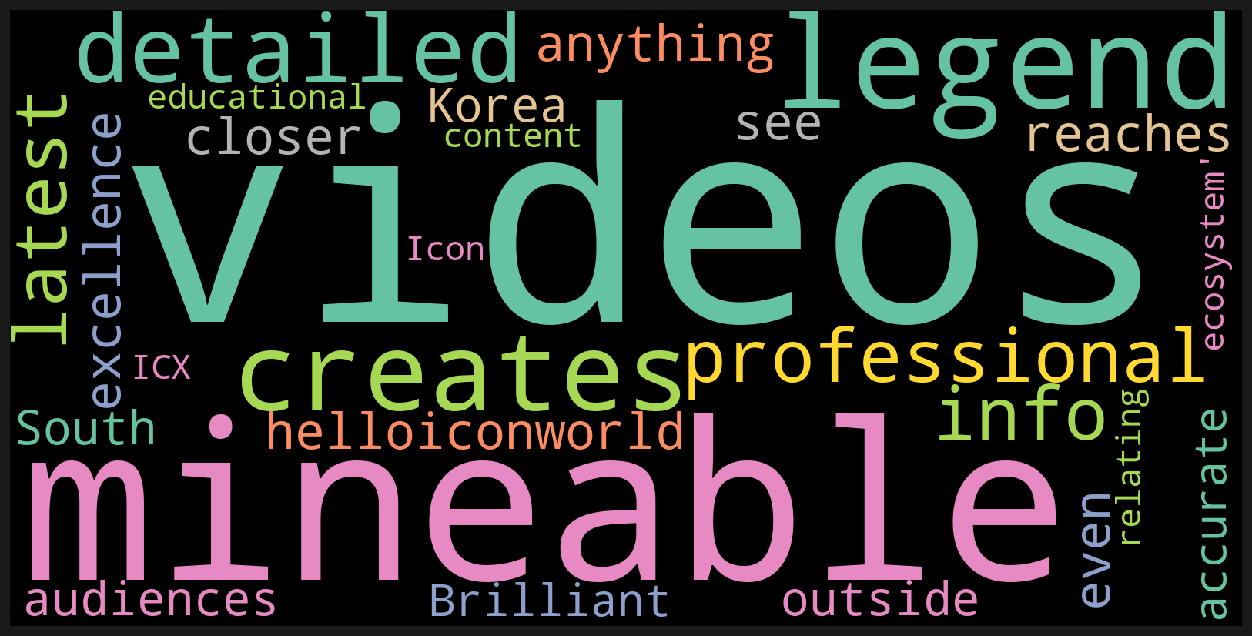 detailed
anything
legend
educational
Korea
content
closer
see
reaches
latest
excellence
videos
Icon
ecosystem'
ICX
creates
professional
South
helloiconworld
info
relating
mineable
even
accurate
audiences
Brilliant
outside